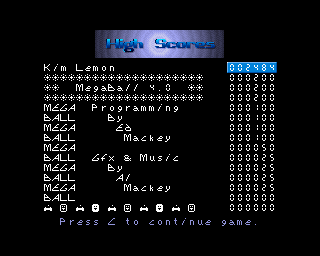 High Scores
Kim Lemon 002484
******************** 000200
** MegaBall 4.0 ** 000200
******************** 000200
MEGA Programming 000100
BALL By 000100
MEGA Ed 000100
BALL Mackey 000100
MEGA 000050
BALL Gfx & Music 000025
MEGA By 000025
BALL Al 000025
MEGA Mackey 000025
BALL 000025
000000
Press C to continue game.